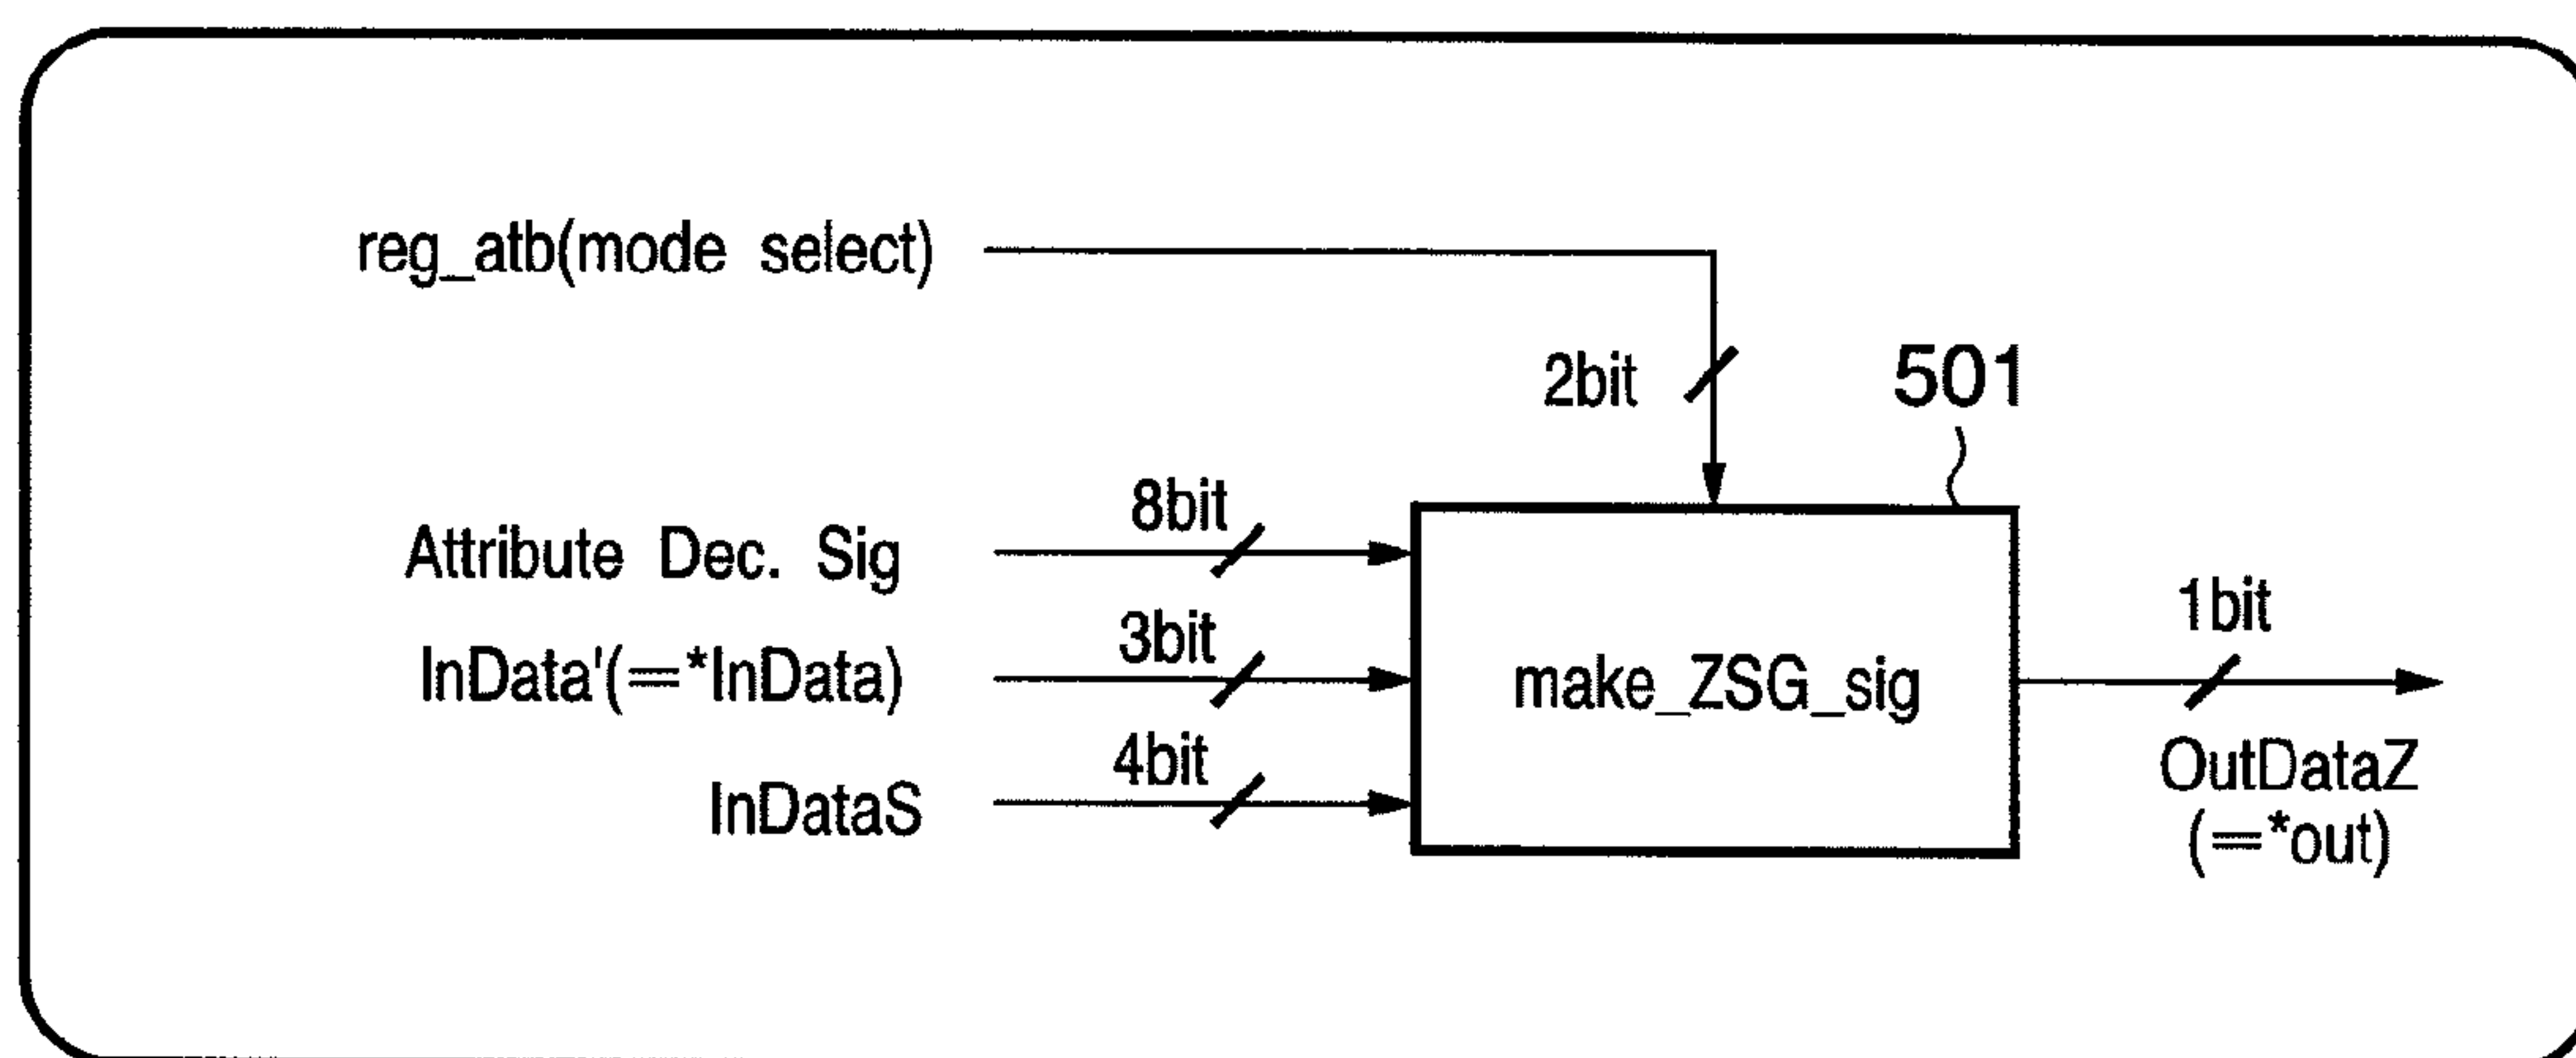 reg_atb(mode select)
2bit
501
8bit
Attribute Dec. Sig
3bit
InData'(=*InData)
4bit
InDataS
make_ZSG_sig
1bit
OutDataZ
(=*out)